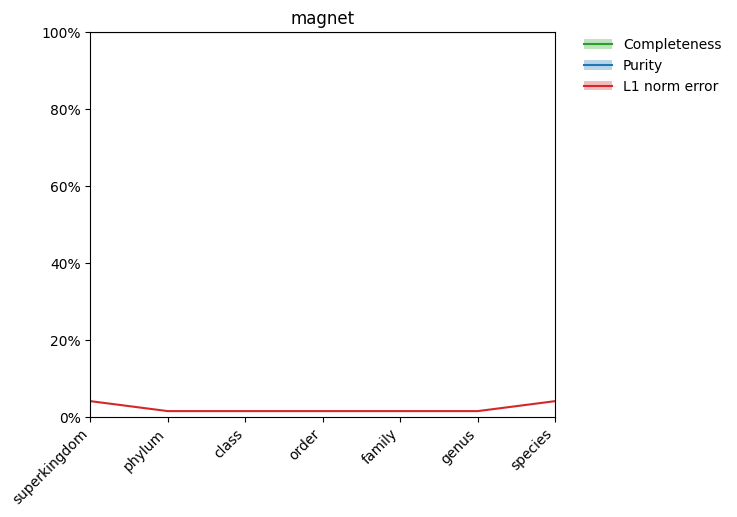 magnet
100%
80%
60%
40%
20%
0%
superkingdom
phylum
class
order
family
genus
species
Completeness
Purity
L1 norm error